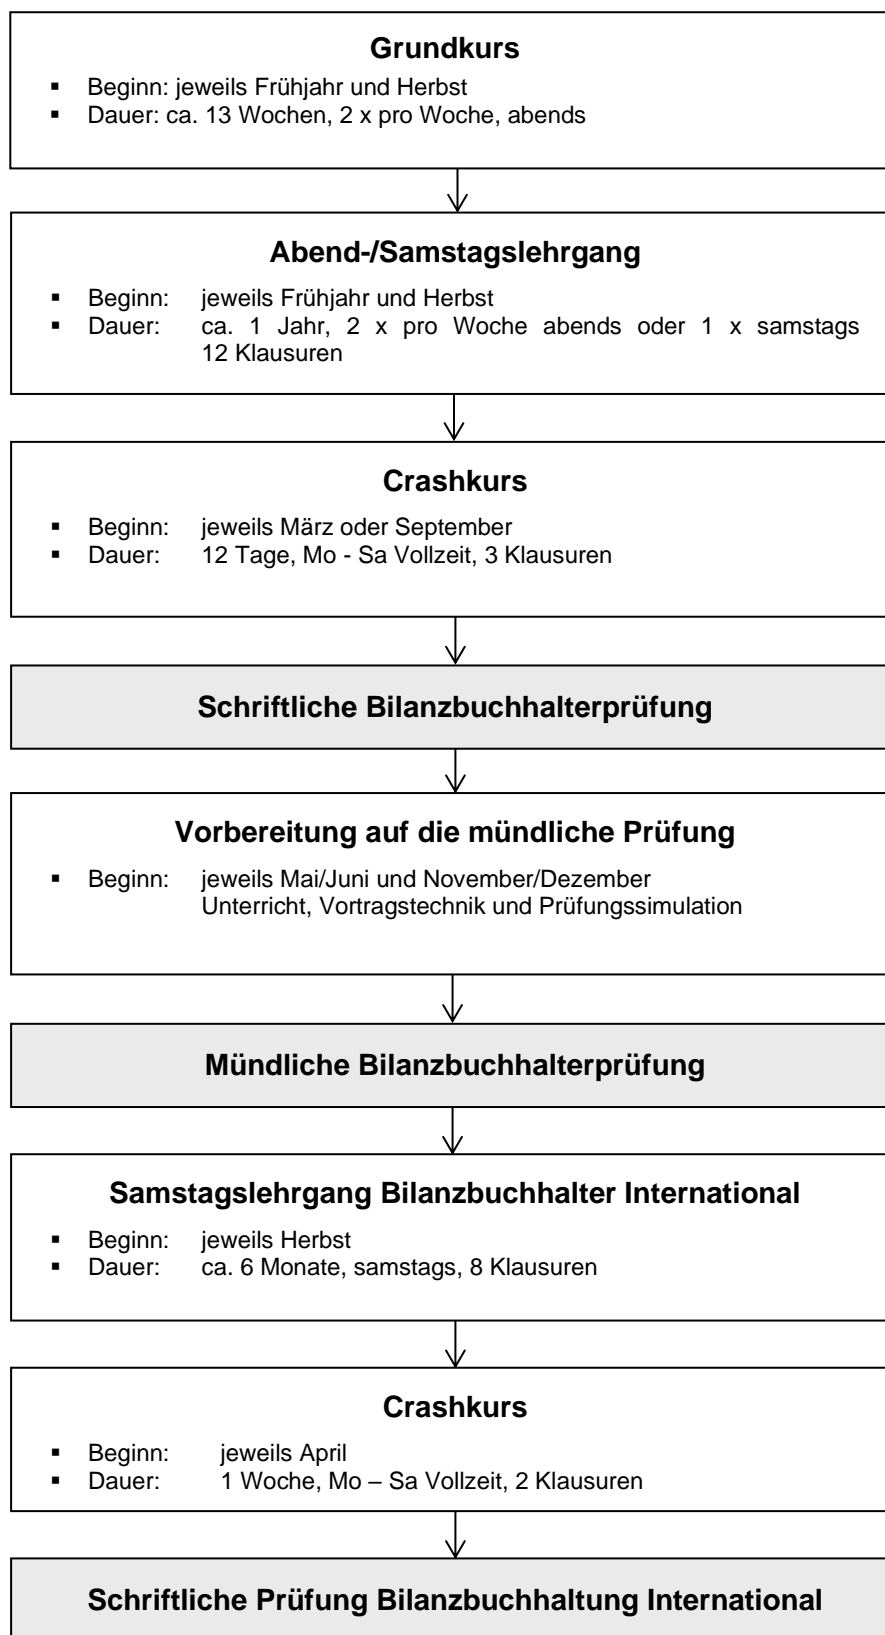 Grundkurs
▪ Beginn: jeweils Frühjahr und Herbst
▪ Dauer: ca. 13 Wochen, 2 x pro Woche, abends
Abend-/Samstagslehrgang
▪ Beginn: jeweils Frühjahr und Herbst
▪ Dauer: ca. 1 Jahr, 2 x pro Woche abends oder 1 x samstags
12 Klausuren
Crashkurs
▪ Beginn: jeweils März oder September
▪ Dauer: 12 Tage, Mo - Sa Vollzeit, 3 Klausuren
Schriftliche Bilanzbuchhalterprüfung
Vorbereitung auf die mündliche Prüfung
▪ Beginn: jeweils Mai/Juni und November/Dezember
Unterricht, Vortragstechnik und Prüfungssimulation
Mündliche Bilanzbuchhalterprüfung
Samstagslehrgang Bilanzbuchhalter International
▪ Beginn: jeweils Herbst
▪ Dauer: ca. 6 Monate, samstags, 8 Klausuren
Crashkurs
▪ Beginn: jeweils April
▪ Dauer: 1 Woche, Mo – Sa Vollzeit, 2 Klausuren
Schriftliche Prüfung Bilanzbuchhaltung International